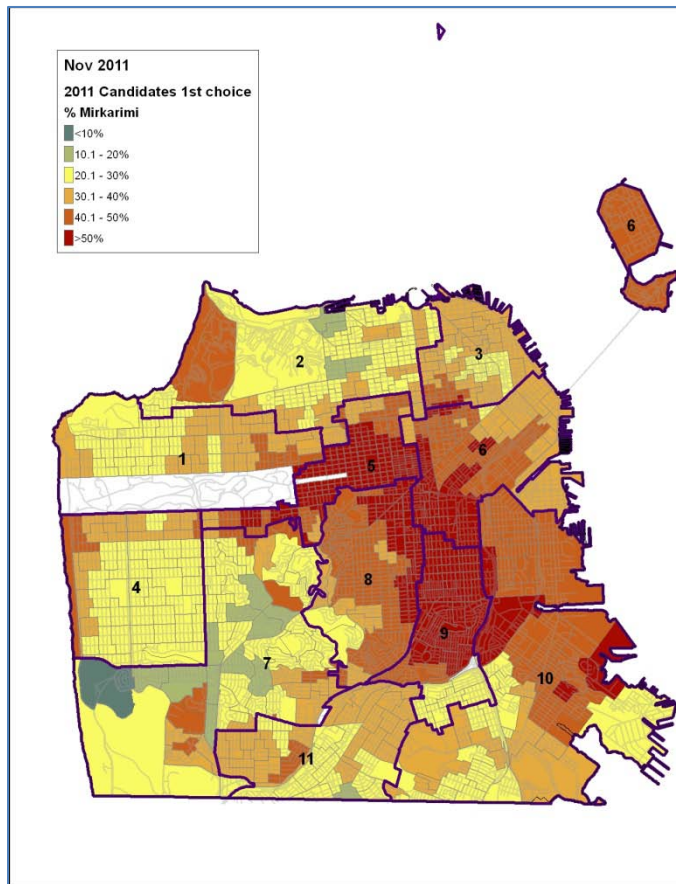 Nov 2011
2011 Candidates 1st choice
% Mirkarimi
<10%
10.1 - 20%
20.1 - 30%
30.1 - 40%
40.1 - 50%
>50%
6
2
3
6
1
5
4
8
9
7
10
11